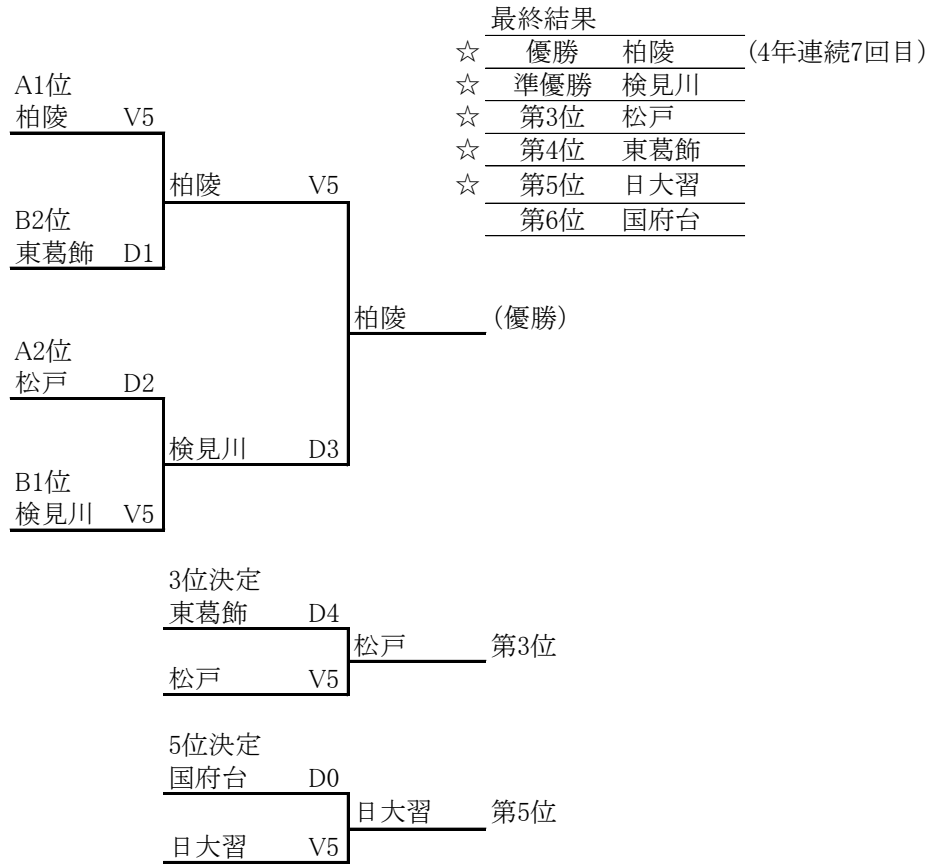 最終結果
☆ 優勝 柏陵 (4年連続7回目)
☆ 準優勝 検見川
☆ 第3位 松戸
☆ 第4位 東葛飾
☆ 第5位 日大習
第6位 国府台
A1位
柏陵 V5
柏陵 V5
B2位
東葛飾 D1
柏陵 (優勝)
A2位
松戸 D2
検見川 D3
B1位
検見川 V5
3位決定
東葛飾 D4
松戸 第3位
松戸 V5
5位決定
国府台 D0
日大習 第5位
日大習 V5